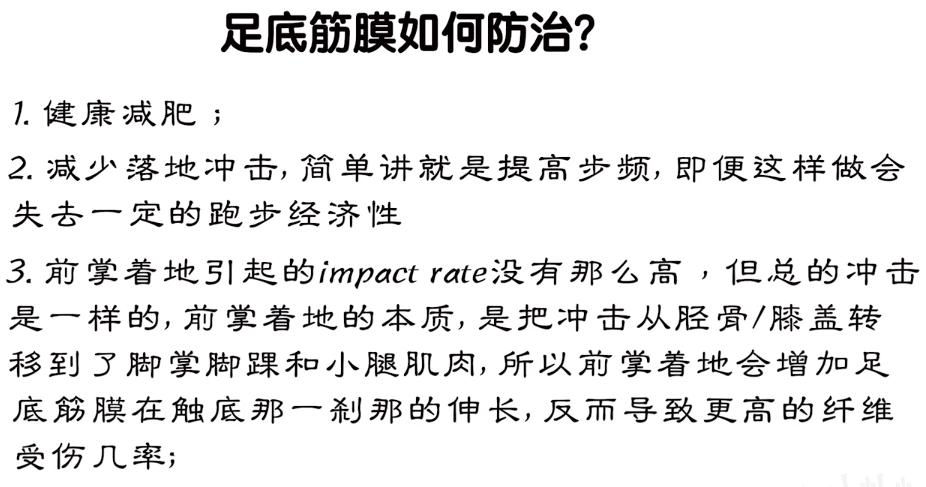 足底筋膜如何防治?
1. 健康减肥；
2. 减少落地冲击, 简单讲就是提高步频, 即便这样做会
失去一定的跑步经济性
3. 前掌着地引起的impact rate没有那么高，但总的冲击
是一样的, 前掌着地的本质, 是把冲击从胫骨/膝盖转
移到了脚掌脚踝和小腿肌肉, 所以前掌着地会增加足
底筋膜在触底那一刹那的伸长, 反而导致更高的纤维
受伤几率;